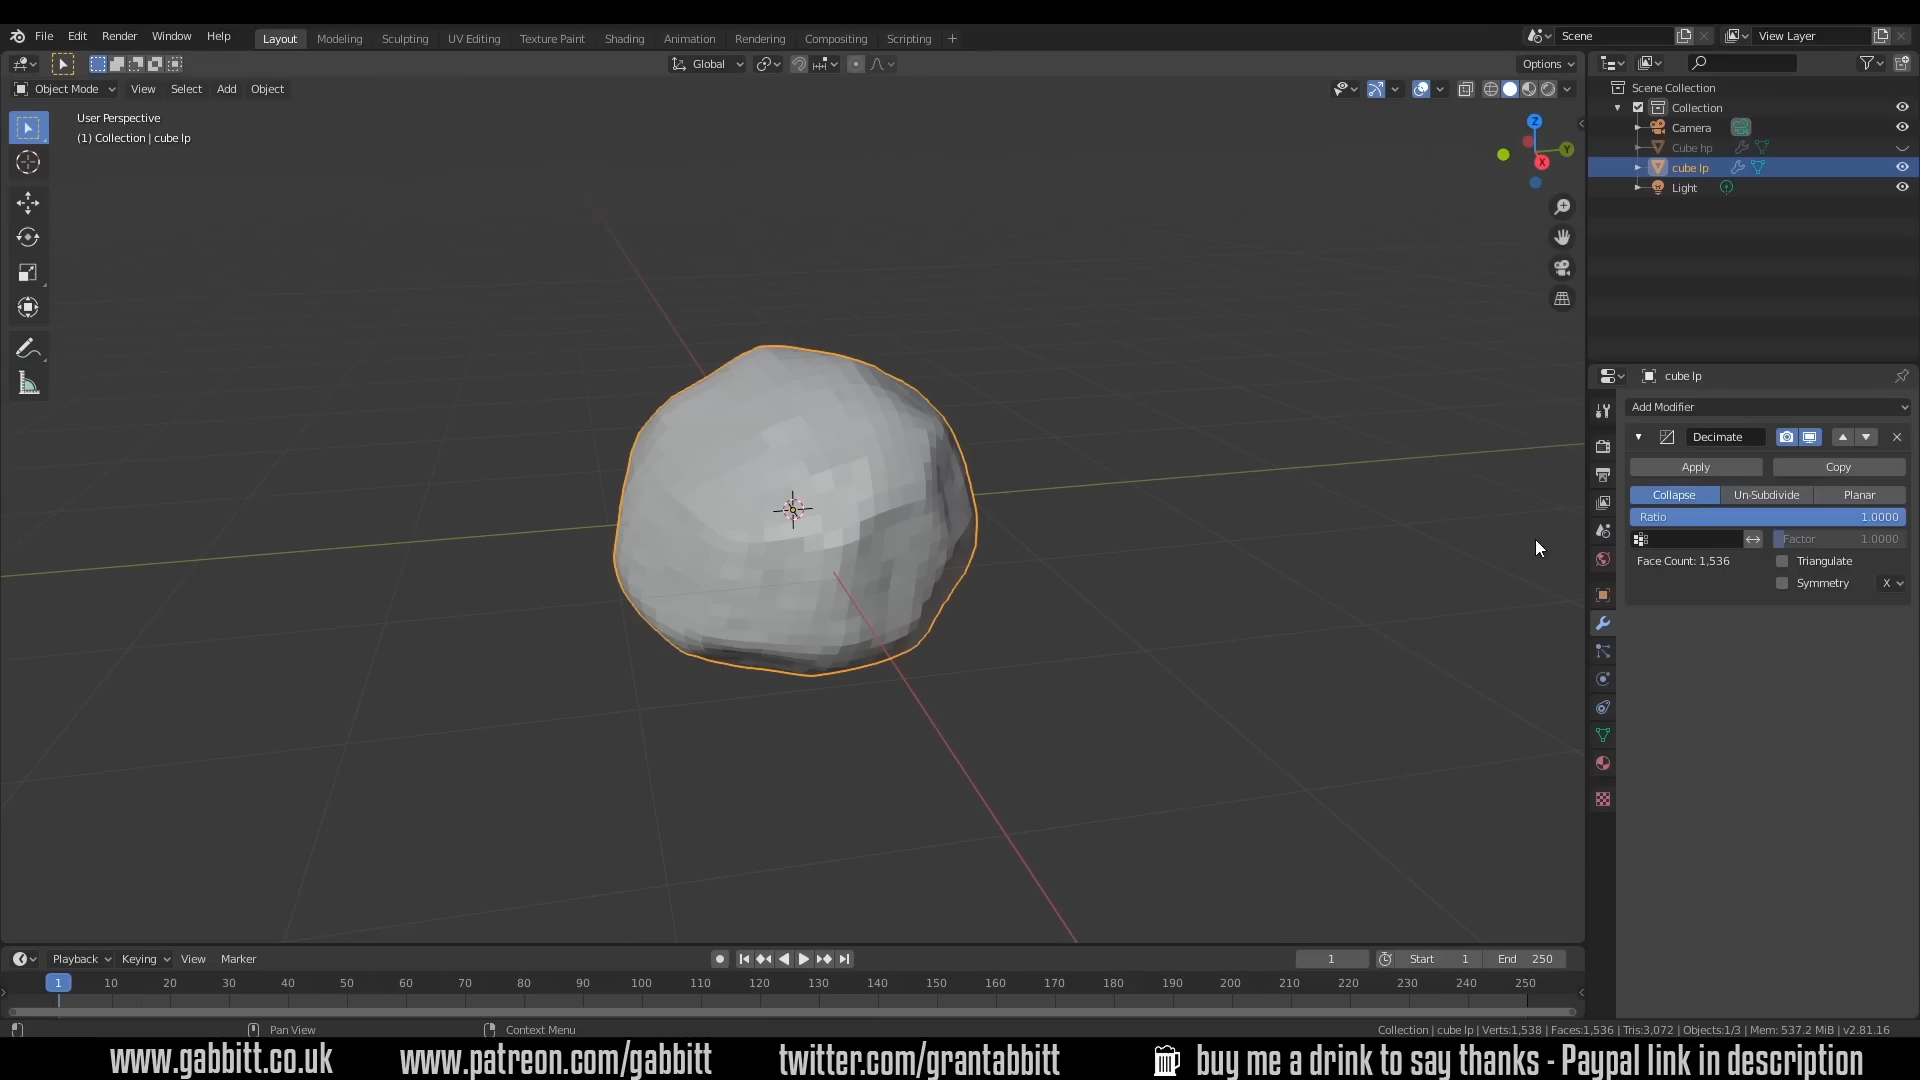 File Edit Render Window Help Layout Modeling Sculpting UV Editing Texture Paint Shading Animation Rendering Compositing Scripting + Scene View Layer
Global Options
Object Mode View Select Add Object
User Perspective
(1) Collection | cube lp
Z
Y
X
Scene Collection
Collection
Camera
Cube hp
cube lp
Light
cube lp
Add Modifier
Decimate
Apply Copy
Collapse Un-Subdivide Planar
Ratio 1.0000
Factor 1.0000
Face Count: 1,536 Triangulate
Symmetry X
Playback Keying View Marker 1 Start 1 End 250
1 10 20 30 40 50 60 70 80 90 100 110 120 130 140 150 160 170 180 190 200 210 220 230 240 250
Pan View Context Menu Collection | cube lp | Verts:1,538 | Faces:1,536 | Tris:3,072 | Objects:1/3 | Mem: 537.2 MiB | v2.81.16
www.gabbitt.co.uk www.patreon.com/gabbitt twitter.com/grantabbitt buy me a drink to say thanks - Paypal link in description